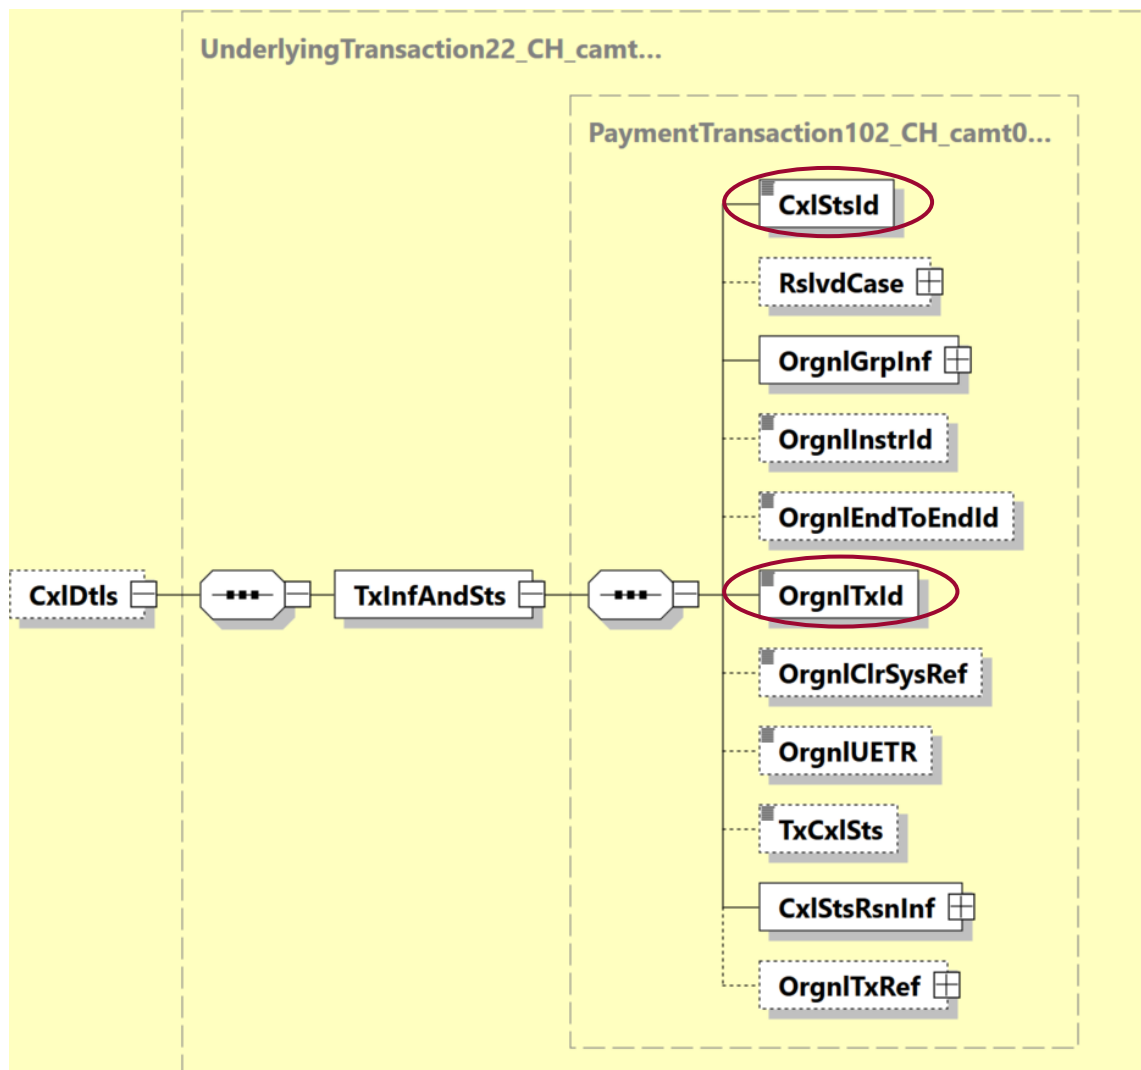 UnderlyingTransaction22_CH_camt...
PaymentTransaction102_CH_camt0...
CxlStsId
RslvdCase
OrgnlGrpInf
OrgnlInstrId
OrgnlEndToEndId
CxlDtls TxInfAndSts OrgnlTxId
OrgnlClrSysRef
OrgnlUETR
TxCxlSts
CxlStsRsnInf
OrgnlTxRef